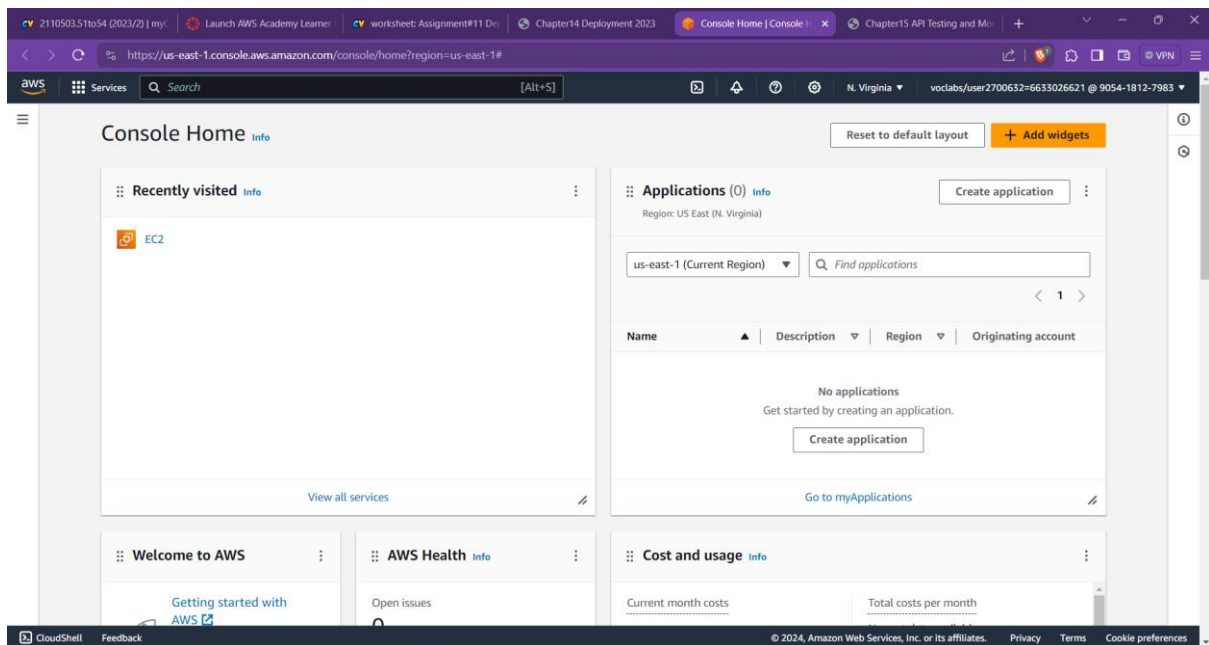 2110503.51to54 (2023/2) | myC
Launch AWS Academy Learner
worksheet: Assignment#11 De
Chapter14 Deployment 2023
Console Home | Console H
Chapter15 API Testing and Mo
https://us-east-1.console.aws.amazon.com/console/home?region=us-east-1#
VPN
aws
Services
Search
[Alt+S]
N. Virginia
voclabs/user2700632=6633026621 @ 9054-1812-7983
Console Home Info
Reset to default layout
+ Add widgets
Recently visited Info
EC2
View all services
Applications (0) Info
Create application
Region: US East (N. Virginia)
us-east-1 (Current Region)
Find applications
1
Name
Description
Region
Originating account
No applications
Get started by creating an application.
Create application
Go to myApplications
Welcome to AWS
Getting started with
AWS
AWS Health Info
Open issues
0
Cost and usage Info
Current month costs
Total costs per month
CloudShell
Feedback
© 2024, Amazon Web Services, Inc. or its affiliates.
Privacy
Terms
Cookie preferences